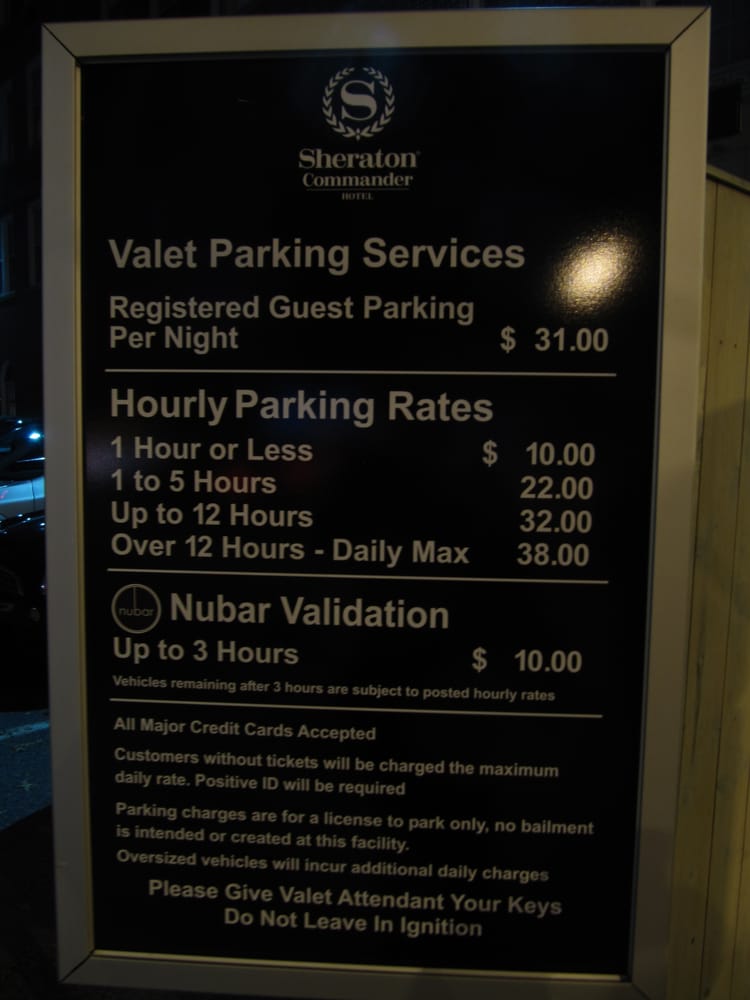 S
Sheraton
Commander
HOTEL
Valet Parking Services
Registered Guest Parking
Per Night $ 31.00
Hourly Parking Rates
1 Hour or Less $ 10.00
1 to 5 Hours 22.00
Up to 12 Hours 32.00
Over 12 Hours - Daily Max 38.00
nubar Nubar Validation
Up to 3 Hours $ 10.00
Vehicles remaining after 3 hours are subject to posted hourly rates
All Major Credit Cards Accepted
Customers without tickets will be charged the maximum
daily rate. Positive ID will be required
Parking charges are for a license to park only, no bailment
is intended or created at this facility.
Oversized vehicles will incur additional daily charges
Please Give Valet Attendant Your Keys
Do Not Leave In Ignition